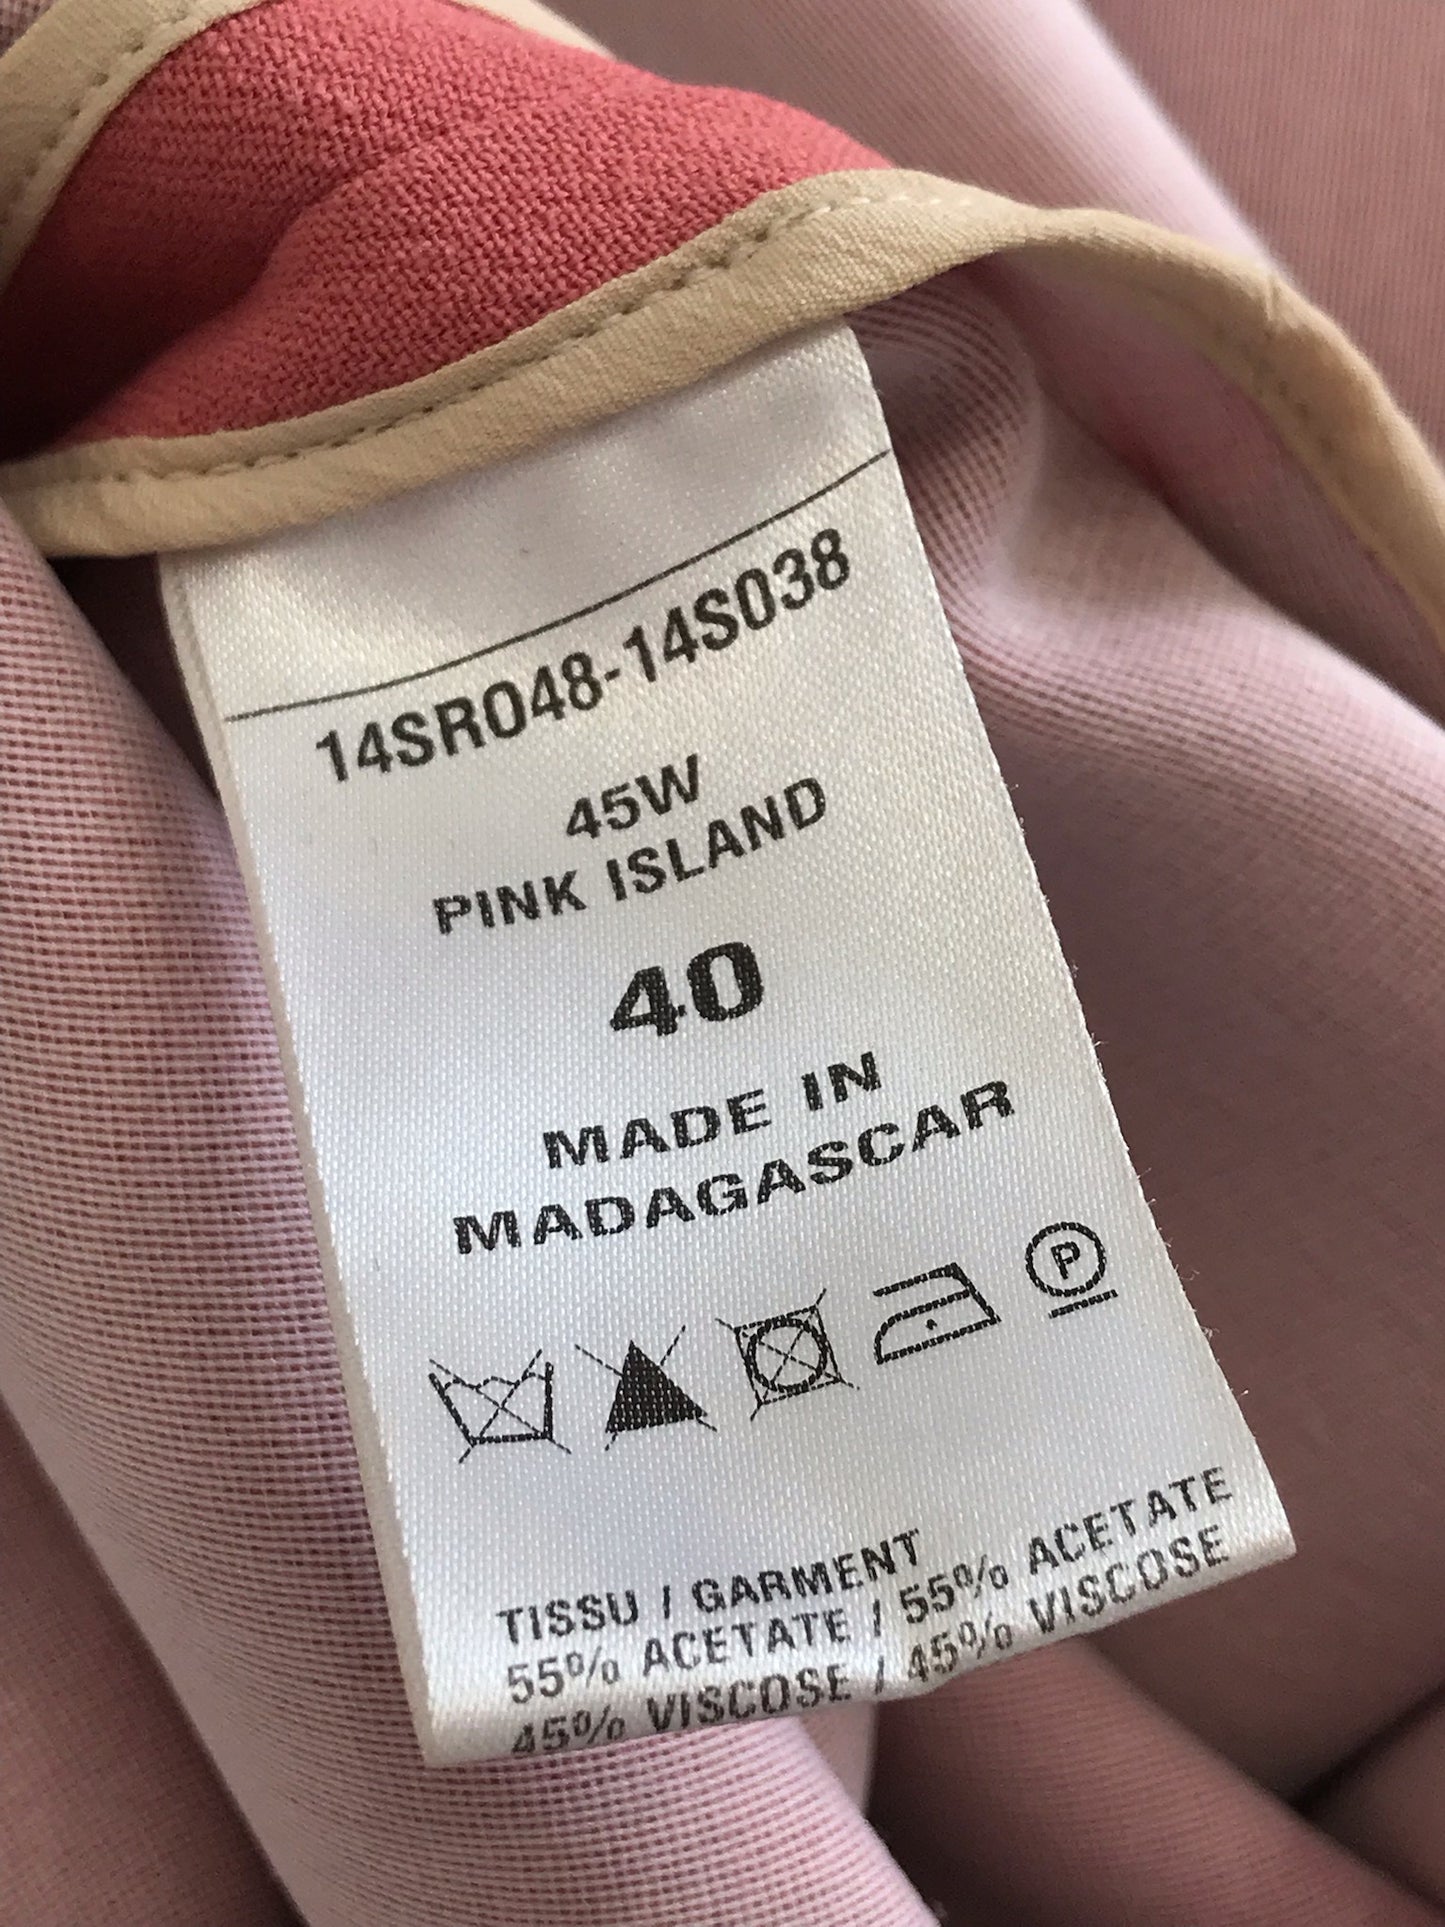 14SR048-14S038
45W
PINK ISLAND
40
MADE IN
MADAGASCAR
P
TISSU / GARMENT
55% ACETATE / 55% ACETATE
45% VISCOSE / 45% VISCOSE